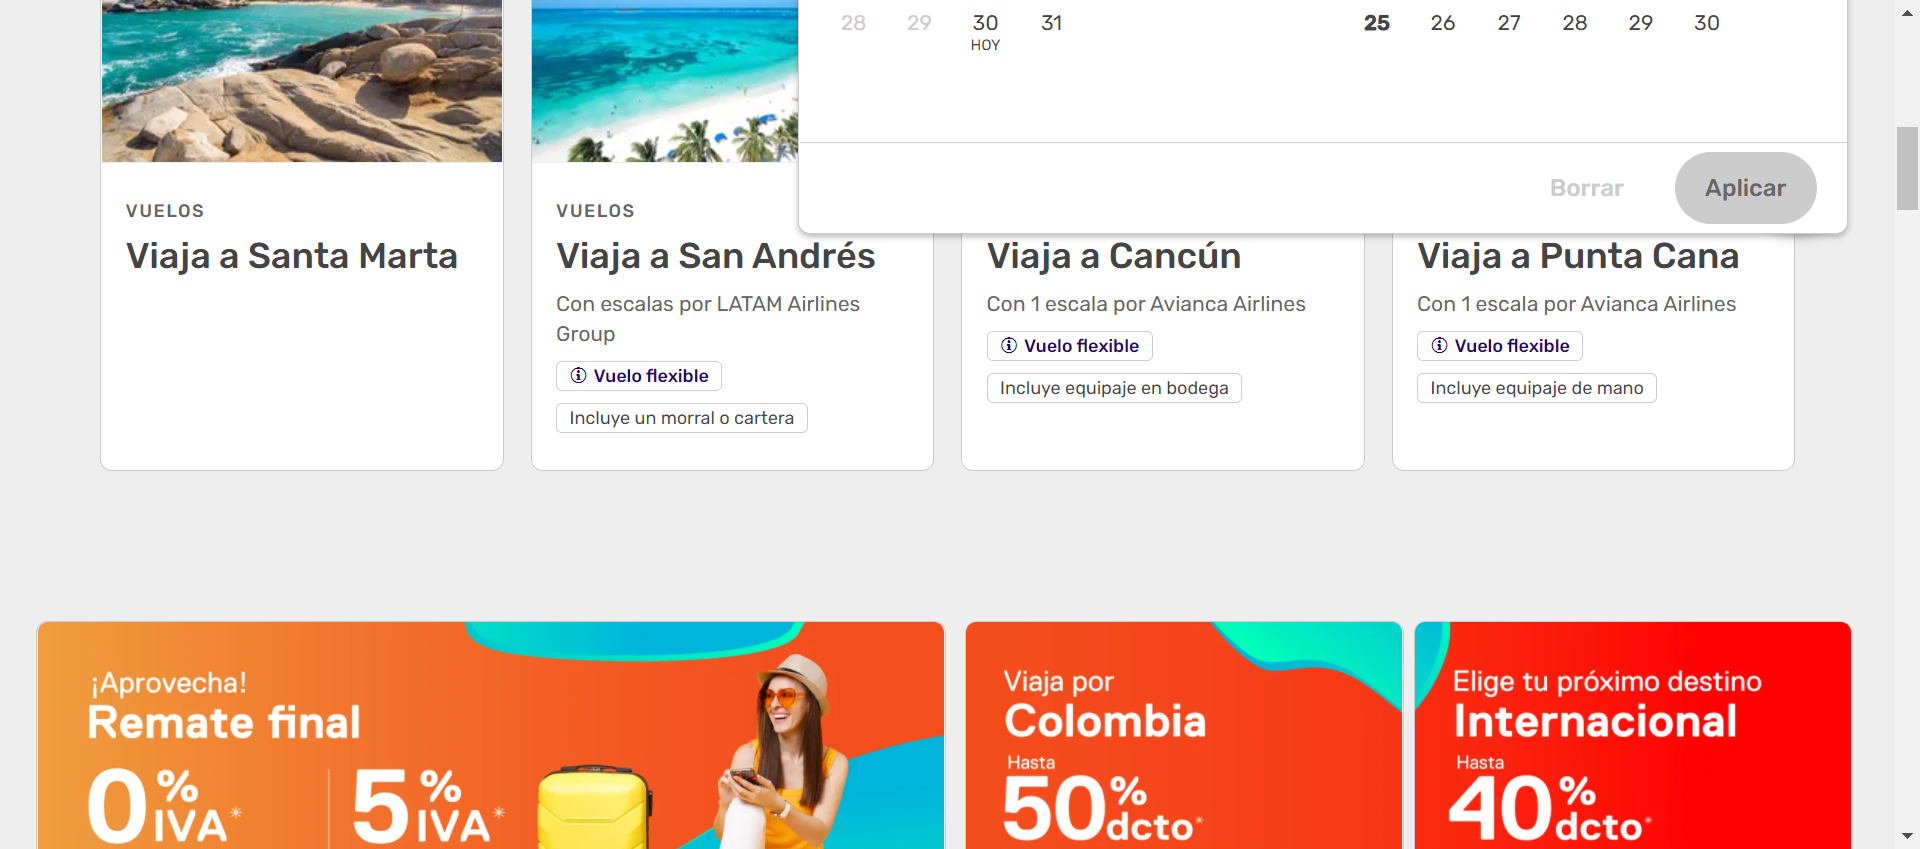 28 29 30 31
HOY
25 26 27 28 29 30
Borrar Aplicar
VUELOS
Viaja a Santa Marta
VUELOS
Viaja a San Andrés
Con escalas por LATAM Airlines
Group
Vuelo flexible
Incluye un morral o cartera
Viaja a Cancún
Con 1 escala por Avianca Airlines
Vuelo flexible
Incluye equipaje en bodega
Viaja a Punta Cana
Con 1 escala por Avianca Airlines
Vuelo flexible
Incluye equipaje de mano
¡Aprovecha!
Remate final
0% IVA* 5% IVA*
Viaja por
Colombia
Hasta
50% dcto*
Elige tu próximo destino
Internacional
Hasta
40% dcto*